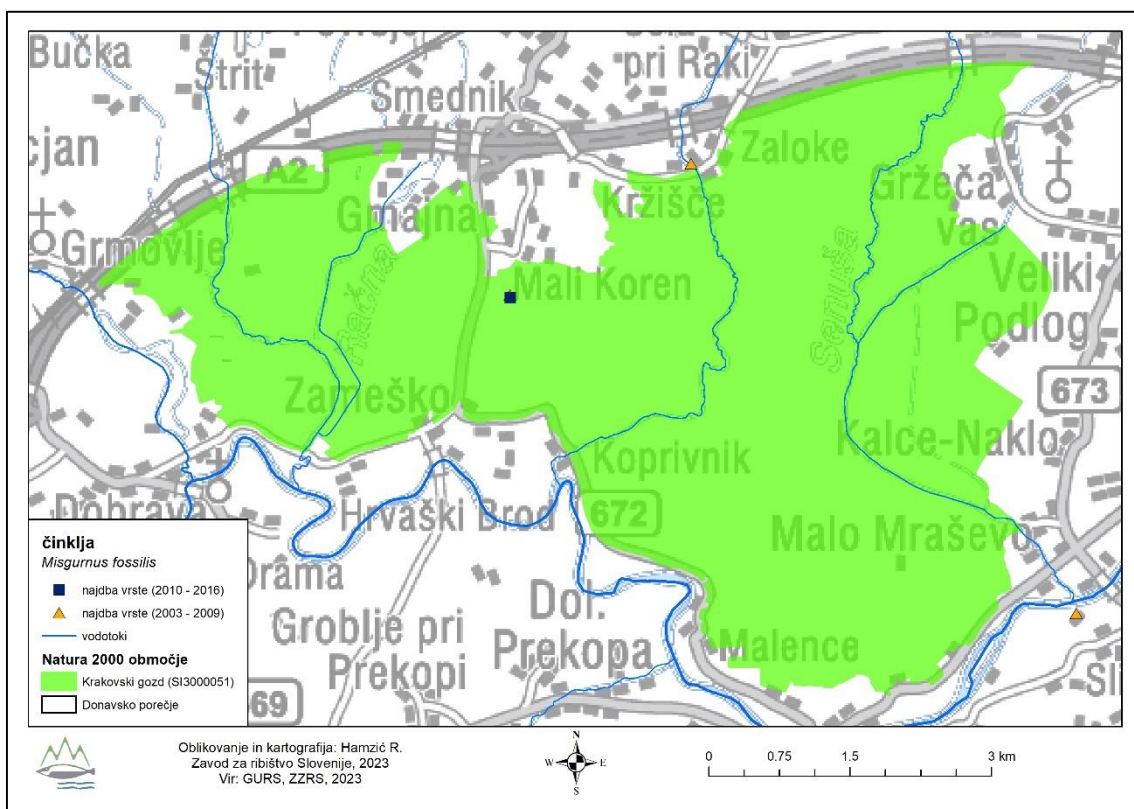 Bučka
Štrit
Smednik
pri Raki
cjan
A2
Zaloke
Gmajna
Kržišče
Gržeča
vas
Grmovlje
Račna
Mali Koren
Senuša
Veliki
Podlog
673
Zameško
Koprivnik
Kalce-Naklo
Dobrava
Hrvaški Brod
672
Malo Mraševo
Drama
Groblje pri
Prekopi
Dol.
Prekopa
Malence
69
činklja
Misgurnus fossilis
najdba vrste (2010 - 2016)
najdba vrste (2003 - 2009)
vodotoki
Natura 2000 območje
Krakovski gozd (SI3000051)
Donavsko porečje
Oblikovanje in kartografija: Hamzić R.
Zavod za ribištvo Slovenije, 2023
Vir: GURS, ZZRS, 2023
N
W E
S
0 0.75 1.5 3 km